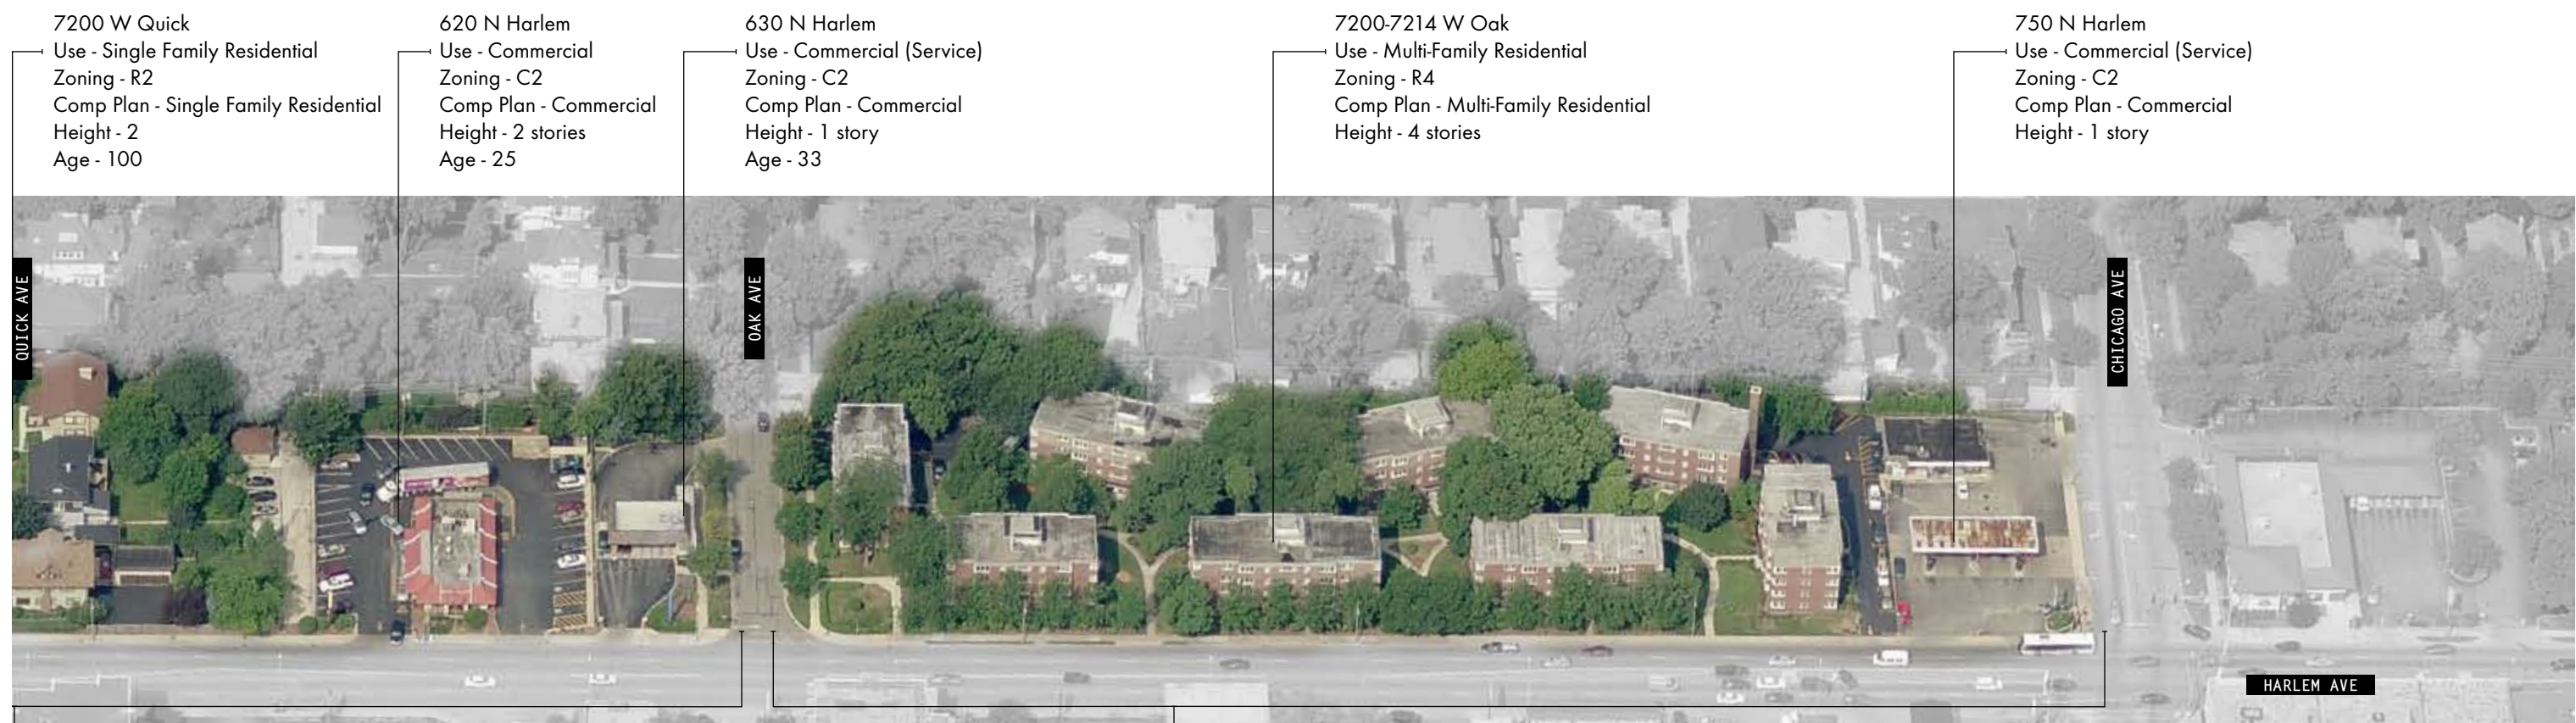 7200 W Quick
Use - Single Family Residential
Zoning - R2
Comp Plan - Single Family Residential
Height - 2
Age - 100
620 N Harlem
Use - Commercial
Zoning - C2
Comp Plan - Commercial
Height - 2 stories
Age - 25
630 N Harlem
Use - Commercial (Service)
Zoning - C2
Comp Plan - Commercial
Height - 1 story
Age - 33
7200-7214 W Oak
Use - Multi-Family Residential
Zoning - R4
Comp Plan - Multi-Family Residential
Height - 4 stories
750 N Harlem
Use - Commercial (Service)
Zoning - C2
Comp Plan - Commercial
Height - 1 story
QUICK AVE
OAK AVE
CHICAGO AVE
HARLEM AVE